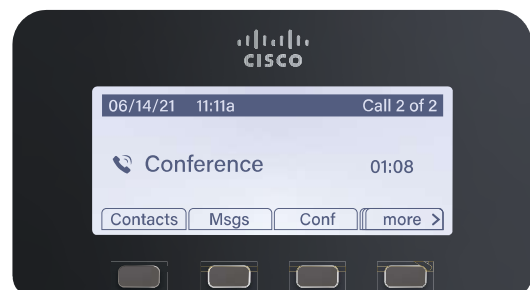 CISCO
06/14/21 11:11a Call 2 of 2
Conference 01:08
Contacts Msgs Conf more >